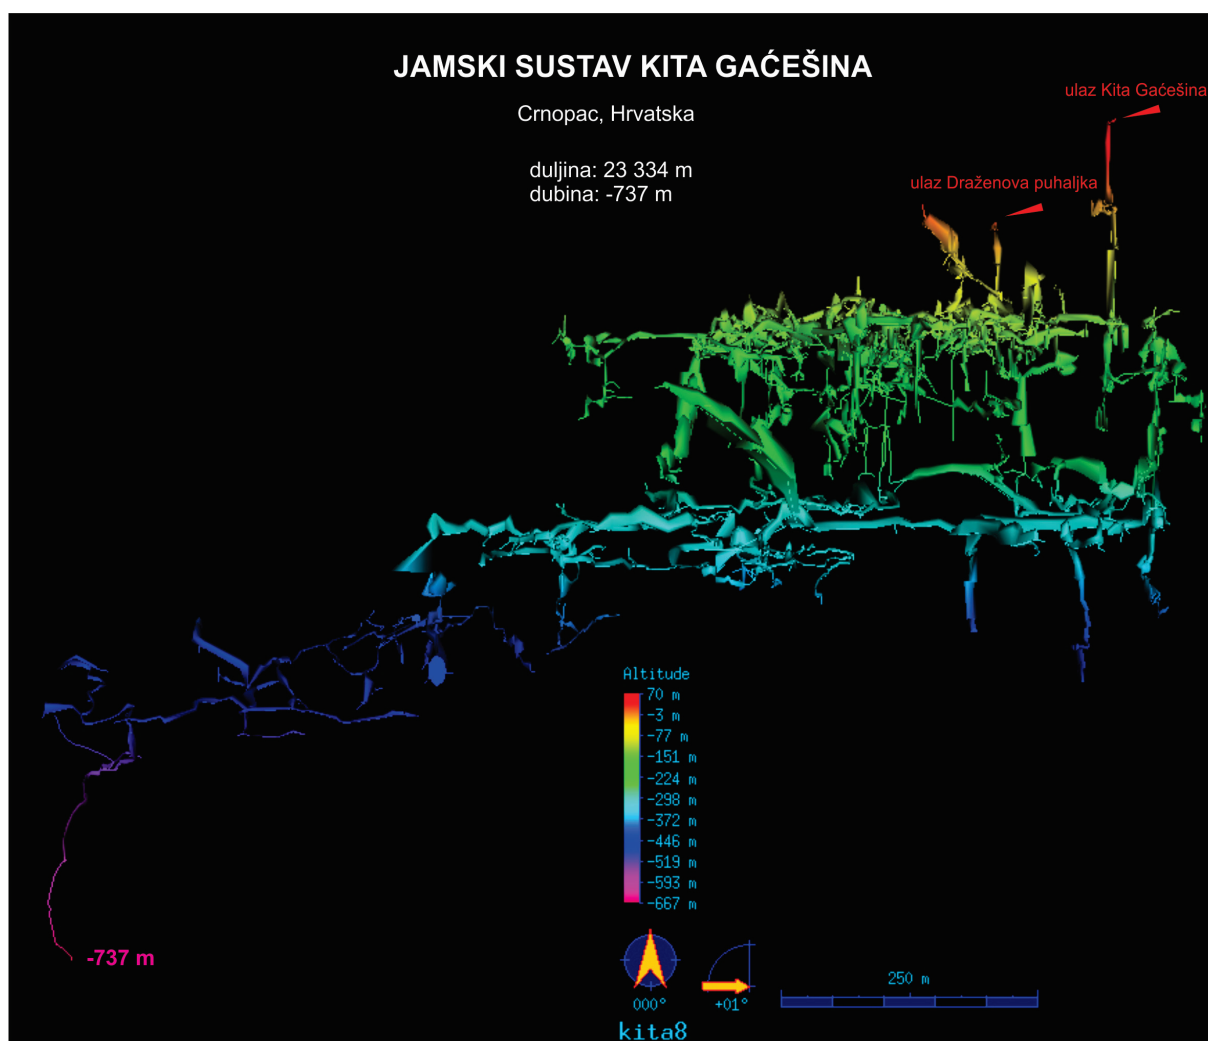 JAMSKI SUSTAV KITA GAĆEŠINA
ulaz Kita Gaćešina
Crnopac, Hrvatska
duljina: 23 334 m
dubina: -737 m
ulaz Draženova puhaljka
Altitude
70 m
-3 m
-77 m
-151 m
-224 m
-298 m
-372 m
-446 m
-519 m
-593 m
-667 m
-737 m
250 m
000°
+01°
kita8